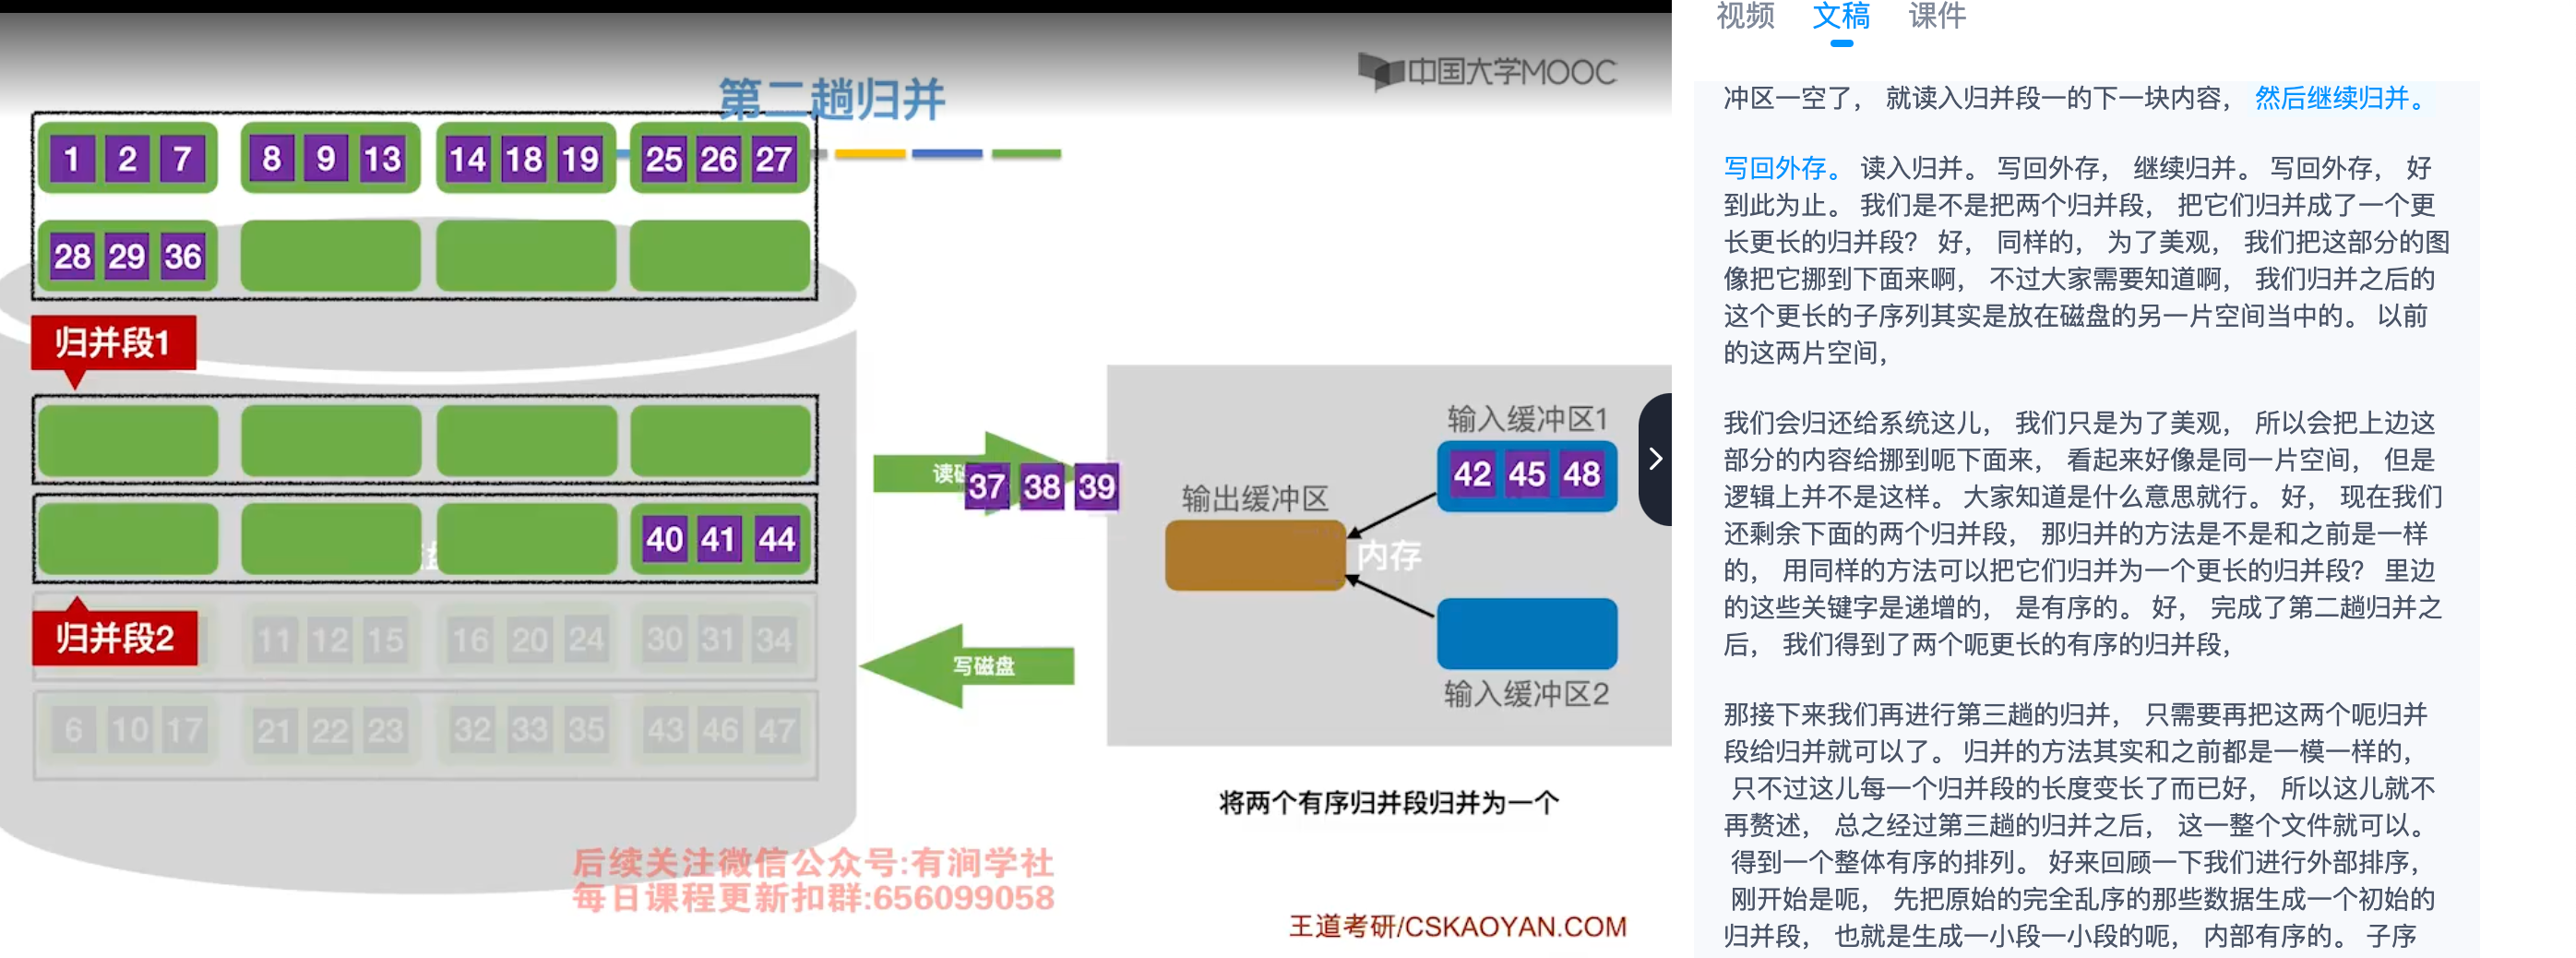 第二趟归并
中国大学MOOC
1 2 7 8 9 13 14 18 19 25 26 27
28 29 36
归并段1
40 41 44
归并段2
11 12 15 16 20 24 30 31 34
6 10 17 21 22 23 32 33 35 43 46 47
读磁
37 38 39
写磁盘
输入缓冲区1
42 45 48
输出缓冲区
内存
输入缓冲区2
将两个有序归并段归并为一个
后续关注微信公众号:有涧学社
每日课程更新扣群:656099058
王道考研/CSKAOYAN.COM
视频 文稿 课件
冲区一空了， 就读入归并段一的下一块内容， 然后继续归并。
写回外存。 读入归并。 写回外存， 继续归并。 写回外存， 好
到此为止。 我们是不是把两个归并段， 把它们归并成了一个更
长更长的归并段？ 好， 同样的， 为了美观， 我们把这部分的图
像把它挪到下面来啊， 不过大家需要知道啊， 我们归并之后的
这个更长的子序列其实是放在磁盘的另一片空间当中的。 以前
的这两片空间，
我们会归还给系统这儿， 我们只是为了美观， 所以会把上边这
部分的内容给挪到呃下面来， 看起来好像是同一片空间， 但是
逻辑上并不是这样。 大家知道是什么意思就行。 好， 现在我们
还剩余下面的两个归并段， 那归并的方法是不是和之前是一样
的， 用同样的方法可以把它们归并为一个更长的归并段？ 里边
的这些关键字是递增的， 是有序的。 好， 完成了第二趟归并之
后， 我们得到了两个呃更长的有序的归并段，
那接下来我们再进行第三趟的归并， 只需要再把这两个呃归并
段给归并就可以了。 归并的方法其实和之前都是一模一样的，
只不过这儿每一个归并段的长度变长了而已好， 所以这儿就不
再赘述， 总之经过第三趟的归并之后， 这一整个文件就可以。
得到一个整体有序的排列。 好来回顾一下我们进行外部排序，
刚开始是呃， 先把原始的完全乱序的那些数据生成一个初始的
归并段， 也就是生成一小段一小段的呃， 内部有序的。 子序